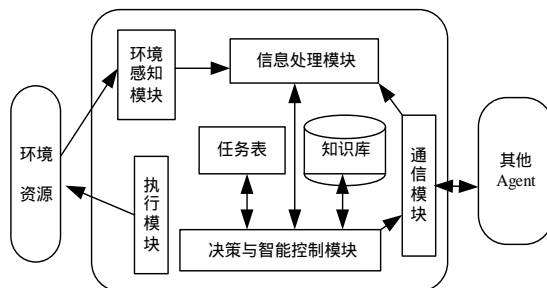 环境
感知
模块
信息处理模块
环境
资源
任务表
知识库
通
信
模
块
其他
Agent
执
行
模
块
决策与智能控制模块